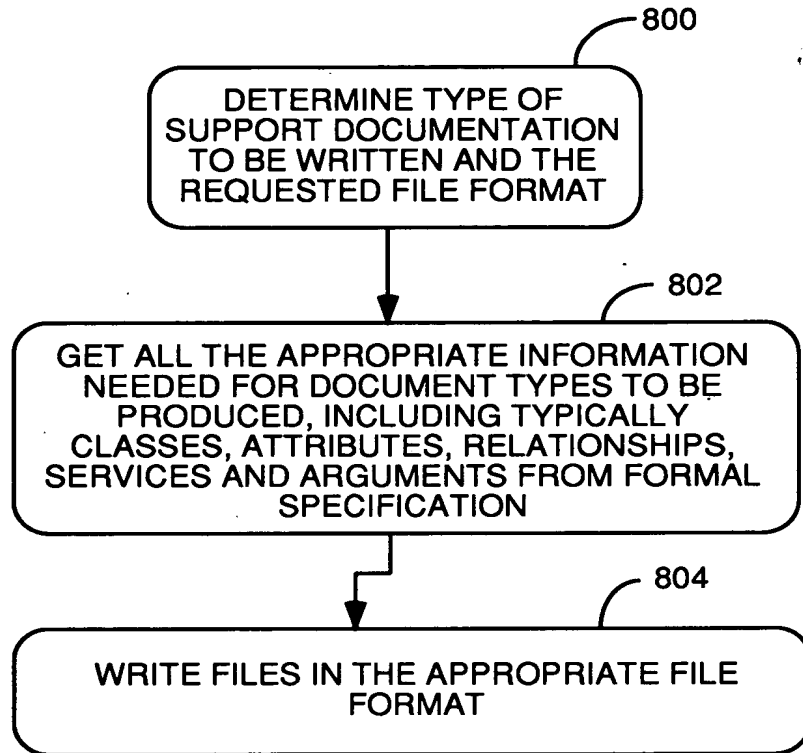 800
DETERMINE TYPE OF
SUPPORT DOCUMENTATION
TO BE WRITTEN AND THE
REQUESTED FILE FORMAT
802
GET ALL THE APPROPRIATE INFORMATION
NEEDED FOR DOCUMENT TYPES TO BE
PRODUCED, INCLUDING TYPICALLY
CLASSES, ATTRIBUTES, RELATIONSHIPS,
SERVICES AND ARGUMENTS FROM FORMAL
SPECIFICATION
804
WRITE FILES IN THE APPROPRIATE FILE
FORMAT